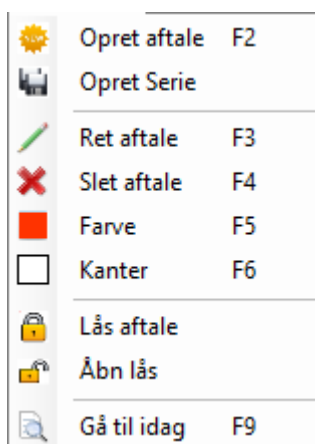 Opret aftale F2
Opret Serie
Ret aftale F3
Slet aftale F4
Farve F5
Kanter F6
Lås aftale
Åbn lås
Gå til idag F9